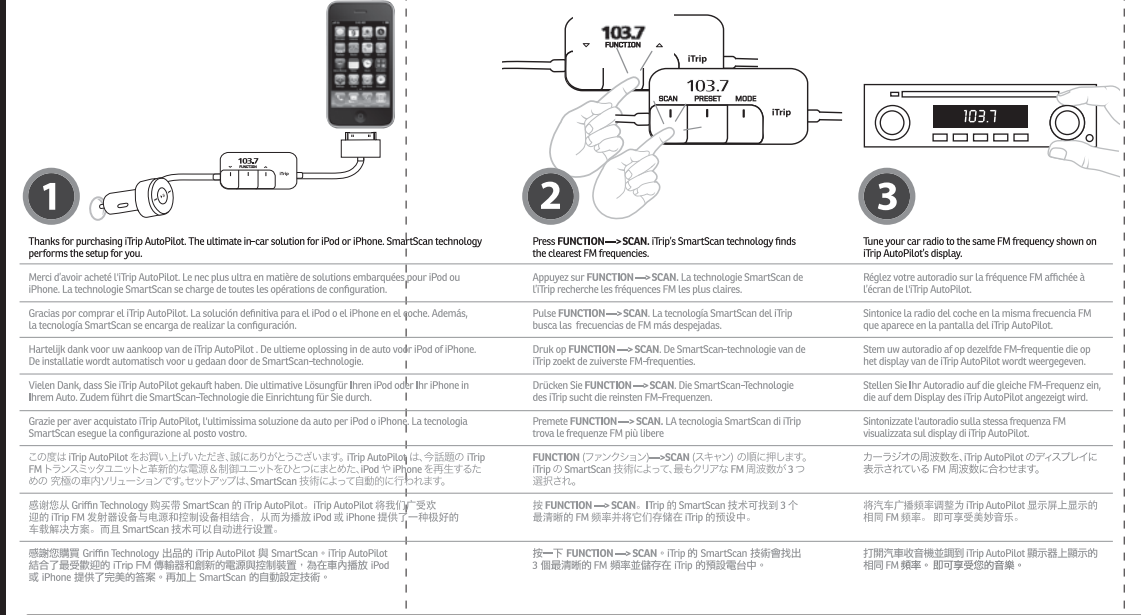 103.7
FUNCTION
iTrip
103.7
FUNCTION
iTrip
103.7
SCAN PRESET MODE
iTrip
103.7
1
Thanks for purchasing iTrip AutoPilot. The ultimate in-car solution for iPod or iPhone. SmartScan technology
performs the setup for you.
Merci d'avoir acheté l'iTrip AutoPilot. Le nec plus ultra en matière de solutions embarquées pour iPod ou
iPhone. La technologie SmartScan se charge de toutes les opérations de configuration.
Gracias por comprar el iTrip AutoPilot. La solución definitiva para el iPod o el iPhone en el coche. Además,
la tecnología SmartScan se encarga de realizar la configuración.
Hartelijk dank voor uw aankoop van de iTrip AutoPilot . De ultieme oplossing in de auto voor iPod of iPhone.
De installatie wordt automatisch voor u gedaan door de SmartScan-technologie.
Vielen Dank, dass Sie iTrip AutoPilot gekauft haben. Die ultimative Lösungfür Ihren iPod oder Ihr iPhone in
Ihrem Auto. Zudem führt die SmartScan-Technologie die Einrichtung für Sie durch.
Grazie per aver acquistato iTrip AutoPilot, l'ultimissima soluzione da auto per iPod o iPhone. La tecnologia
SmartScan esegue la configurazione al posto vostro.
この度は iTrip AutoPilot をお買い上げいただき、誠にありがとうございます。iTrip AutoPilot は、今話題の iTrip
FM トランスミッタユニットと革新的な電源＆制御ユニットをひとつにまとめた、iPod や iPhone を再生するた
めの 究極の車内ソリューションです。セットアップは、SmartScan 技術によって自動的に行われます。
感谢您从 Griffin Technology 购买带 SmartScan 的 iTrip AutoPilot。iTrip AutoPilot 将我们广受欢
迎的 iTrip FM 发射器设备与电源和控制设备相结合，从而为播放 iPod 或 iPhone 提供了一种极好的
车载解决方案。而且 SmartScan 技术可以自动进行设置。
感謝您購買 Griffin Technology 出品的 iTrip AutoPilot 與 SmartScan。iTrip AutoPilot
結合了最受歡迎的 iTrip FM 傳輸器和創新的電源與控制裝置，為在車內播放 iPod
或 iPhone 提供了完美的答案。再加上 SmartScan 的自動設定技術。
2
Press FUNCTION—>SCAN. iTrip's SmartScan technology finds
the clearest FM frequencies.
Appuyez sur FUNCTION—>SCAN. La technologie SmartScan de
l'iTrip recherche les fréquences FM les plus claires.
Pulse FUNCTION—>SCAN. La tecnología SmartScan del iTrip
busca las frecuencias de FM más despejadas.
Druk op FUNCTION—>SCAN. De SmartScan-technologie van de
iTrip zoekt de zuiverste FM-frequenties.
Drücken Sie FUNCTION—>SCAN. Die SmartScan-Technologie
des iTrip sucht die reinsten FM-Frequenzen.
Premete FUNCTION—>SCAN. LA tecnologia SmartScan di iTrip
trova le frequenze FM più libere
FUNCTION (ファンクション)—>SCAN (スキャン) の順に押します。
iTrip の SmartScan 技術によって、最もクリアな FM 周波数が 3 つ
選択され。
按 FUNCTION—>SCAN。iTrip 的 SmartScan 技术可找到 3 个
最清晰的 FM 频率并将它们存储在 iTrip 的预设中。
按一下 FUNCTION—>SCAN。iTrip 的 SmartScan 技術會找出
3 個最清晰的 FM 頻率並儲存在 iTrip 的預設電台中。
3
Tune your car radio to the same FM frequency shown on
iTrip AutoPilot's display.
Réglez votre autoradio sur la fréquence FM affichée à
l'écran de l'iTrip AutoPilot.
Sintonice la radio del coche en la misma frecuencia FM
que aparece en la pantalla del iTrip AutoPilot.
Stem uw autoradio af op dezelfde FM-frequentie die op
het display van de iTrip AutoPilot wordt weergegeven.
Stellen Sie Ihr Autoradio auf die gleiche FM-Frequenz ein,
die auf dem Display des iTrip AutoPilot angezeigt wird.
Sintonizzate l'autoradio sulla stessa frequenza FM
visualizzata sul display di iTrip AutoPilot.
カーラジオの周波数を、iTrip AutoPilot のディスプレイに
表示されている FM 周波数に合わせます。
将汽车广播频率调整为 iTrip AutoPilot 显示屏上显示的
相同 FM 频率。 即可享受美妙音乐。
打開汽車收音機並調到 iTrip AutoPilot 顯示器上顯示的
相同 FM 頻率。 即可享受您的音樂。